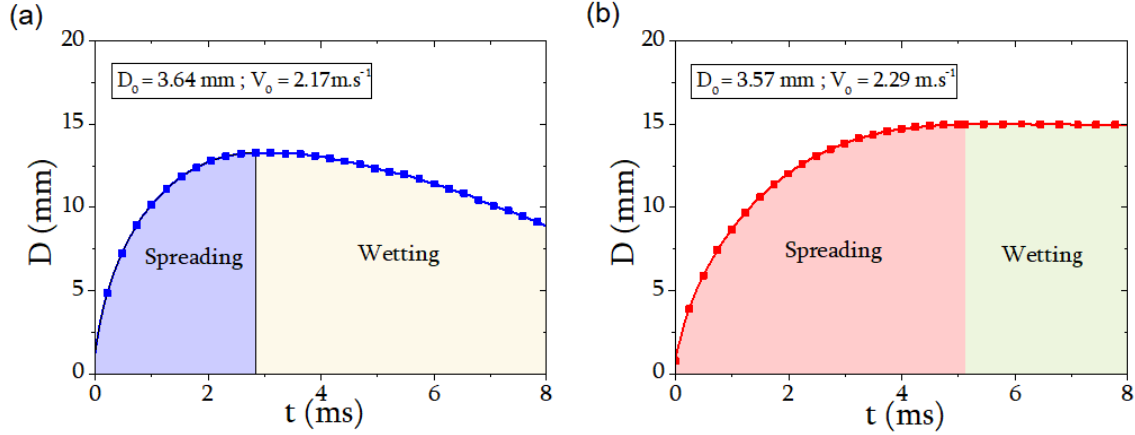 (a)
20
15
10
5
0
D (mm)
D₀ = 3.64 mm ; V₀ = 2.17m.s⁻¹
Spreading
Wetting
0 2 4 6 8
t (ms)
(b)
20
15
10
5
0
D (mm)
D₀ = 3.57 mm ; V₀ = 2.29 m.s⁻¹
Spreading
Wetting
0 2 4 6 8
t (ms)